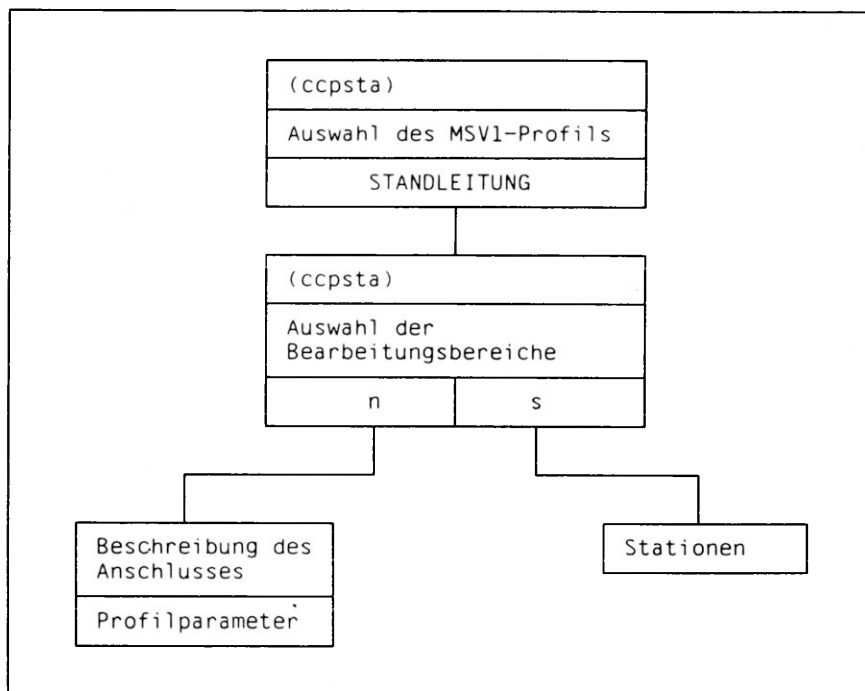 (ccpsta)
Auswahl des MSV1-Profils
STANDLEITUNG
(ccpsta)
Auswahl der
Bearbeitungsbereiche
n
s
Beschreibung des
Anschlusses
Profilparameter
Stationen